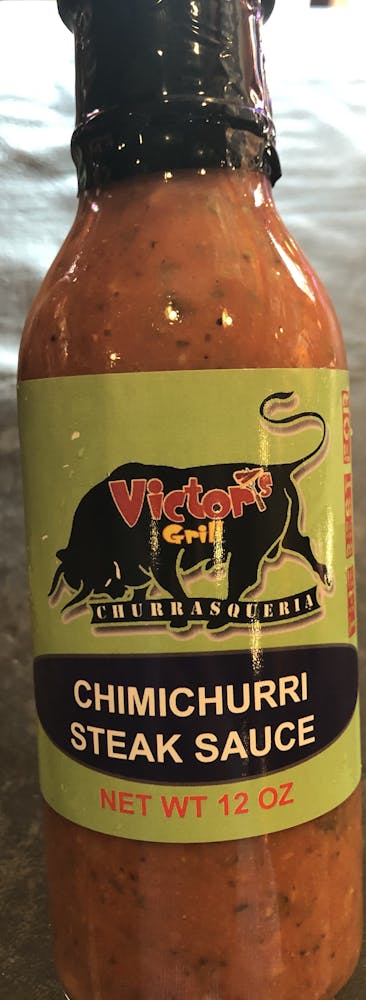 Victor's
Grill
CHURRASQUERIA
CHIMICHURRI
STEAK SAUCE
NET WT 12 OZ